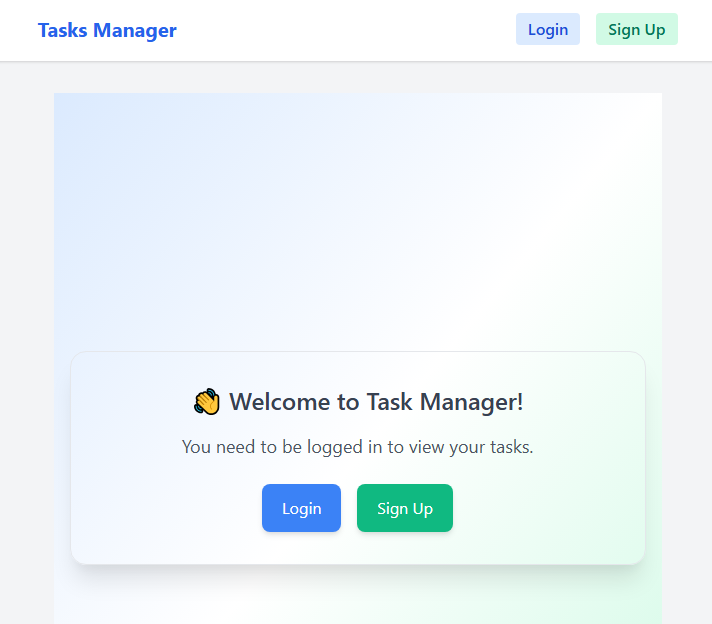 Tasks Manager
Login
Sign Up
👋 Welcome to Task Manager!
You need to be logged in to view your tasks.
Login
Sign Up